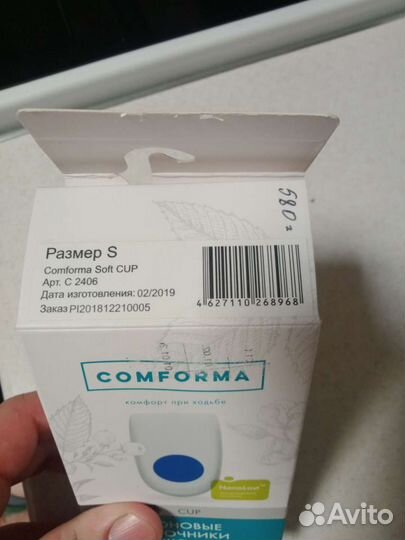 580 г
Размер S
Comforma Soft CUP
Арт. C 2406
Дата изготовления: 02/2019
Заказ PI201812210005
4 627110 268968
COMFORMA
комфорт при ходьбе
CUP
Avito